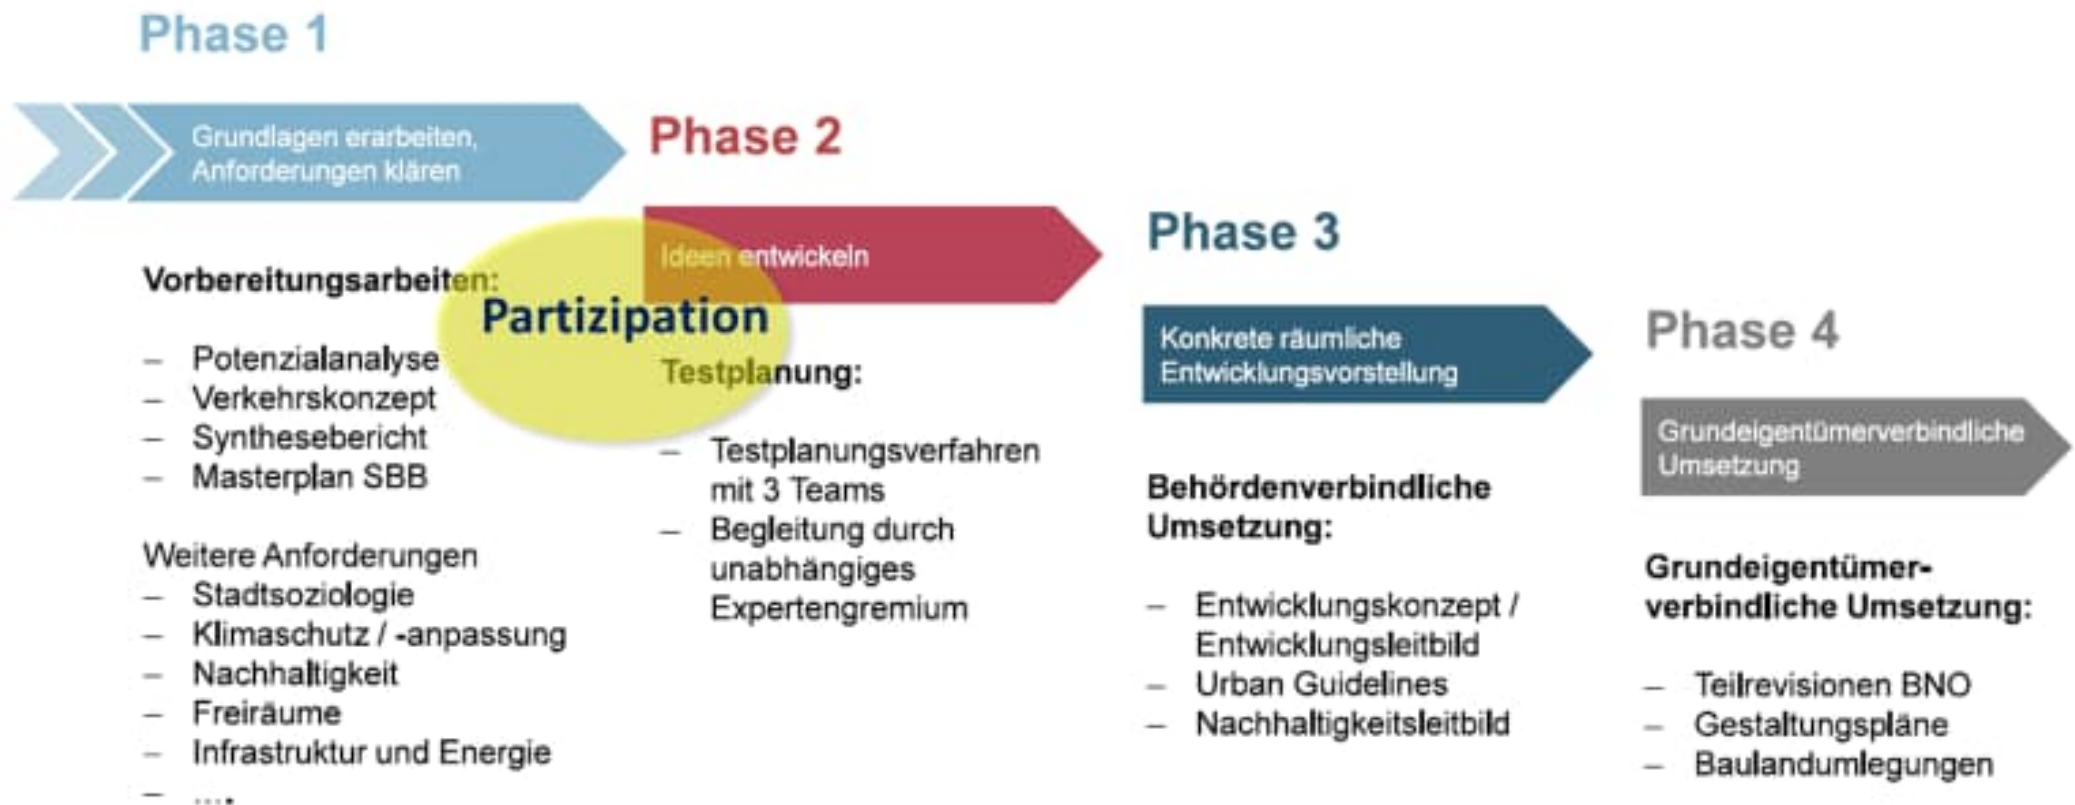 Phase 1
Grundlagen erarbeiten,
Anforderungen klären
Vorbereitungsarbeiten:
– Potenzialanalyse
– Verkehrskonzept
– Synthesebericht
– Masterplan SBB
Weitere Anforderungen
– Stadtsoziologie
– Klimaschutz / -anpassung
– Nachhaltigkeit
– Freiräume
– Infrastruktur und Energie
– ….
Partizipation
Phase 2
Ideen entwickeln
Testplanung:
– Testplanungsverfahren
mit 3 Teams
– Begleitung durch
unabhängiges
Expertengremium
Phase 3
Konkrete räumliche
Entwicklungsvorstellung
Behördenverbindliche
Umsetzung:
– Entwicklungskonzept /
Entwicklungsleitbild
– Urban Guidelines
– Nachhaltigkeitsleitbild
Phase 4
Grundeigentümerverbindliche
Umsetzung
Grundeigentümer-
verbindliche Umsetzung:
– Teilrevisionen BNO
– Gestaltungspläne
– Baulandumlegungen